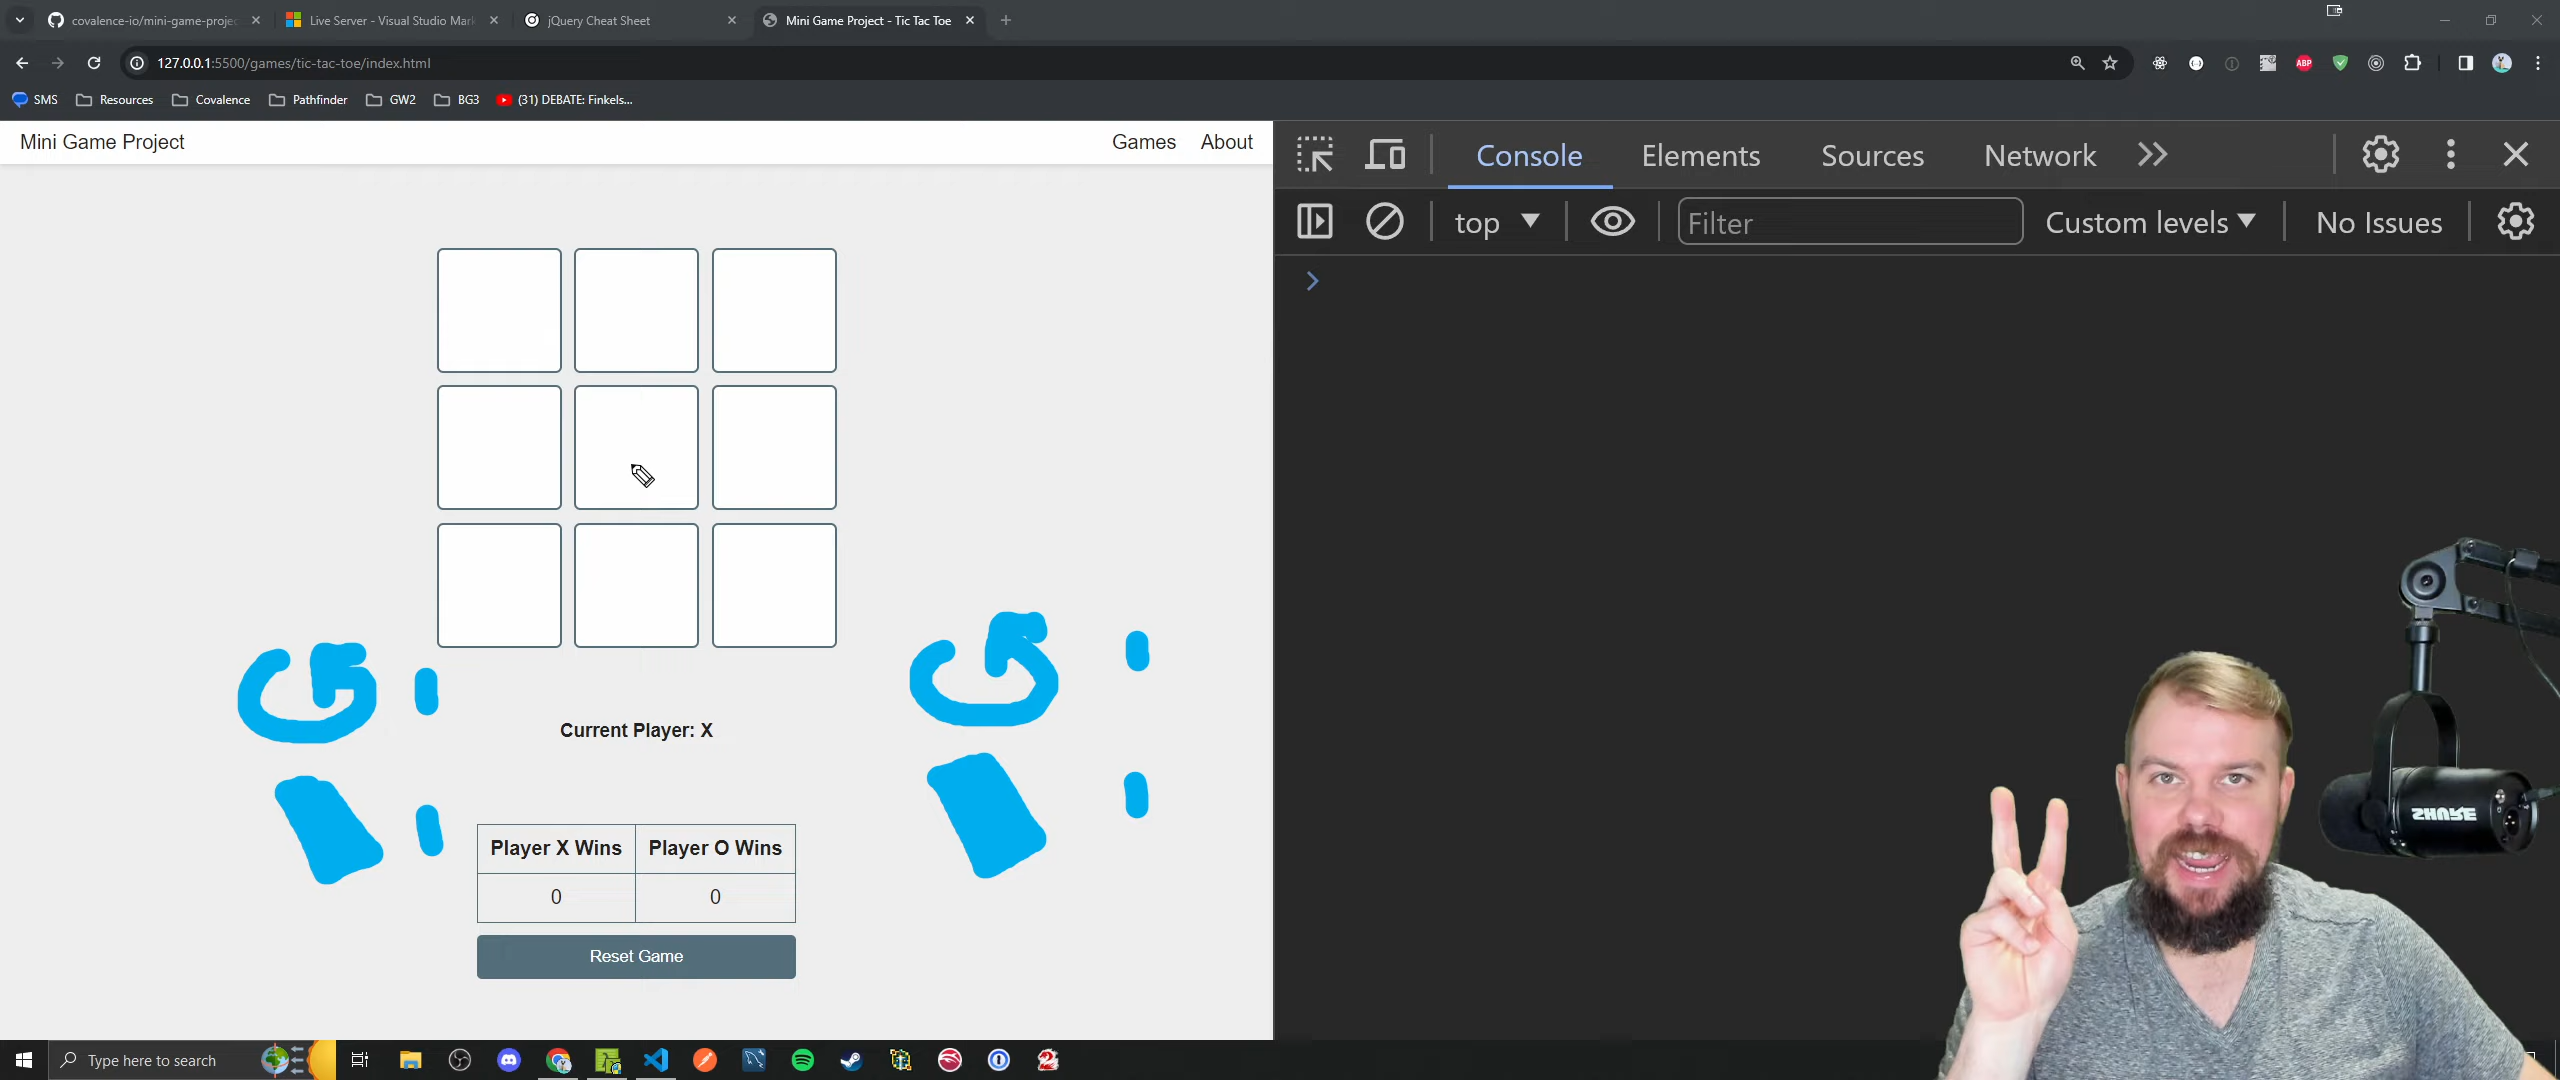 covalence-io/mini-game-projec
Live Server - Visual Studio Mark
jQuery Cheat Sheet
Mini Game Project - Tic Tac Toe
127.0.0.1:5500/games/tic-tac-toe/index.html
ABP
SMS
Resources
Covalence
Pathfinder
GW2
BG3
(31) DEBATE: Finkels...
Mini Game Project
Games
About
Console
Elements
Sources
Network
top
Filter
Custom levels
No Issues
Current Player: X
Player X Wins
Player O Wins
0
0
Reset Game
SHURE
Type here to search